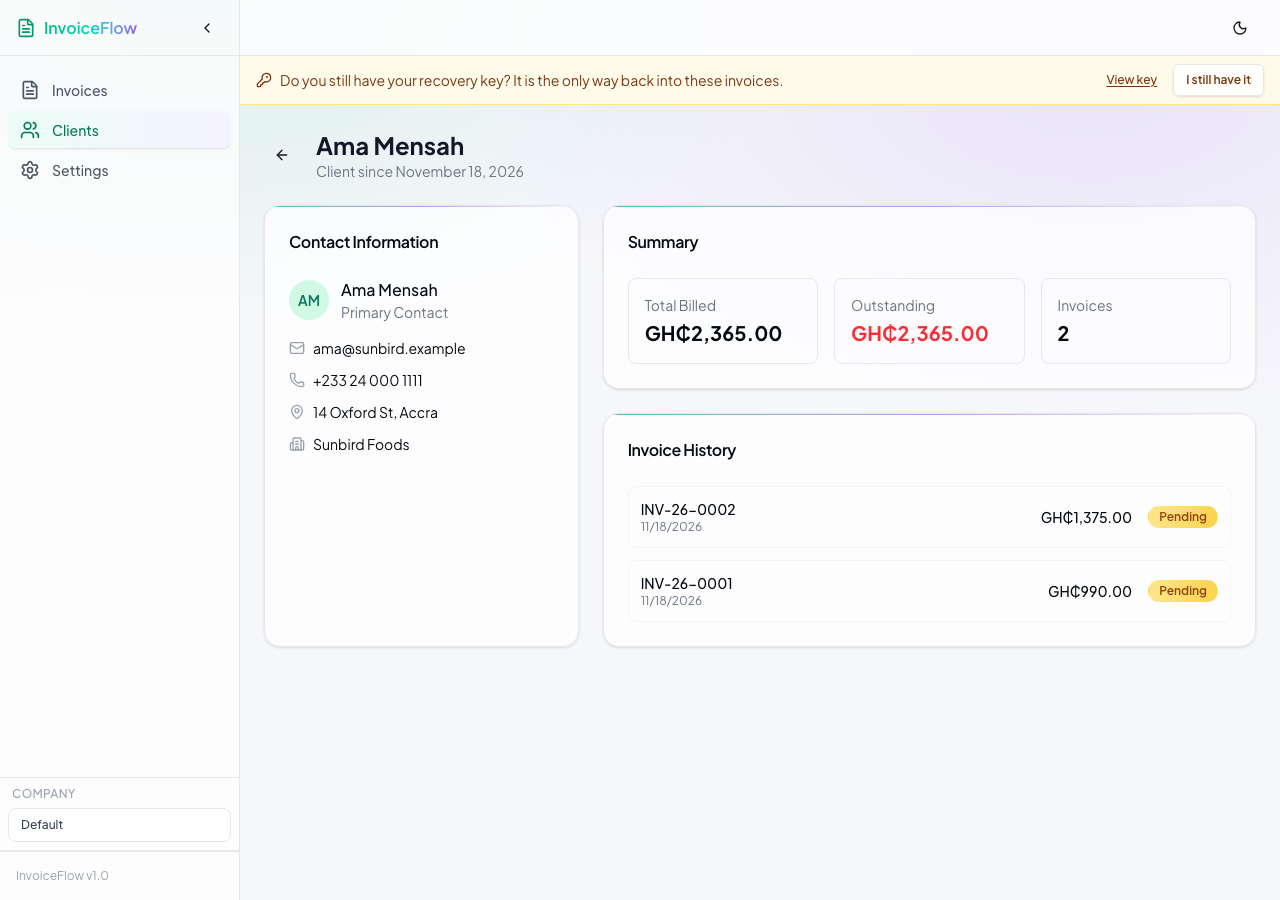 InvoiceFlow
Do you still have your recovery key? It is the only way back into these invoices.
View key
I still have it
Invoices
Clients
Settings
Ama Mensah
Client since November 18, 2026
Contact Information
AM
Ama Mensah
Primary Contact
ama@sunbird.example
+233 24 000 1111
14 Oxford St, Accra
Sunbird Foods
Summary
Total Billed
GH₵2,365.00
Outstanding
GH₵2,365.00
Invoices
2
Invoice History
INV-26-0002
11/18/2026
GH₵1,375.00
Pending
INV-26-0001
11/18/2026
GH₵990.00
Pending
COMPANY
Default
InvoiceFlow v1.0